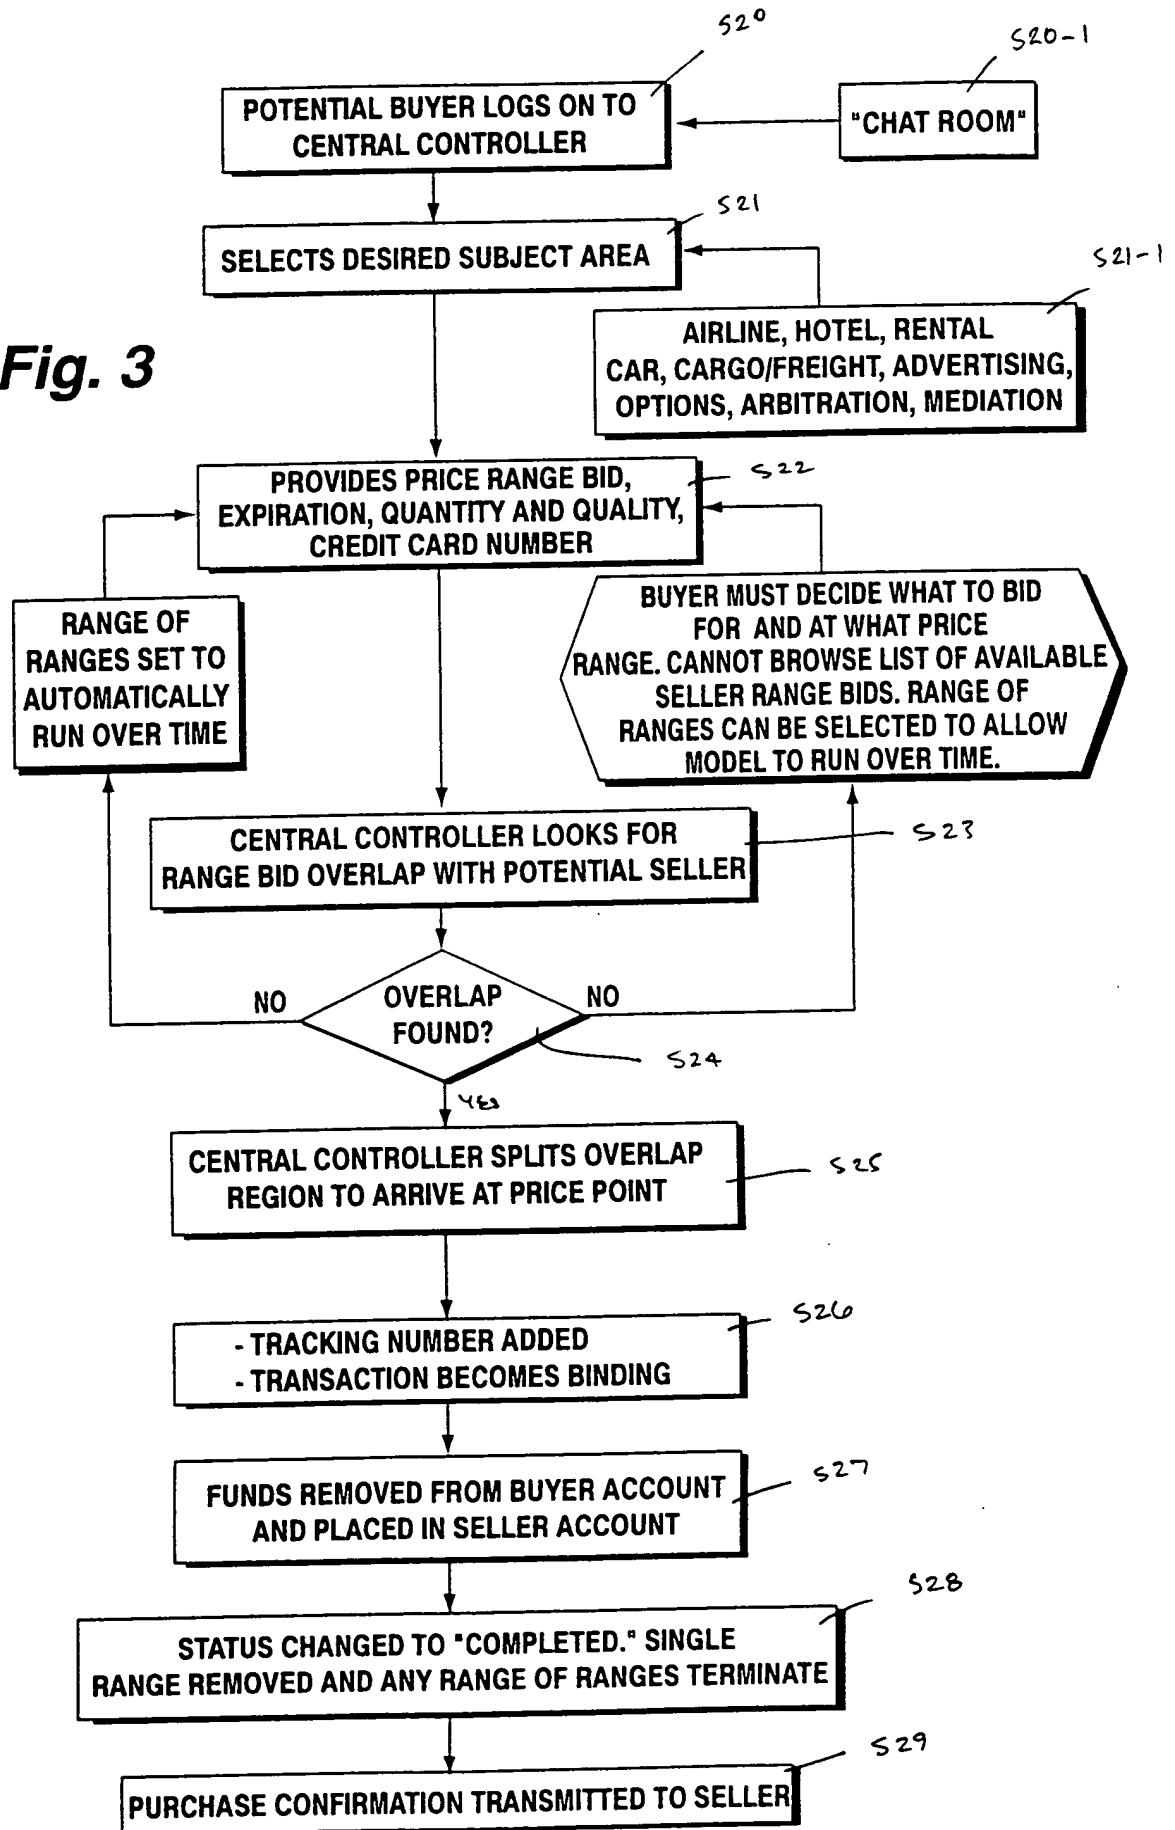 S20
S20-1
POTENTIAL BUYER LOGS ON TO
CENTRAL CONTROLLER
"CHAT ROOM"
S21
SELECTS DESIRED SUBJECT AREA
S21-1
AIRLINE, HOTEL, RENTAL
CAR, CARGO/FREIGHT, ADVERTISING,
OPTIONS, ARBITRATION, MEDIATION
Fig. 3
S22
PROVIDES PRICE RANGE BID,
EXPIRATION, QUANTITY AND QUALITY,
CREDIT CARD NUMBER
RANGE OF
RANGES SET TO
AUTOMATICALLY
RUN OVER TIME
BUYER MUST DECIDE WHAT TO BID
FOR AND AT WHAT PRICE
RANGE. CANNOT BROWSE LIST OF AVAILABLE
SELLER RANGE BIDS. RANGE OF
RANGES CAN BE SELECTED TO ALLOW
MODEL TO RUN OVER TIME.
CENTRAL CONTROLLER LOOKS FOR
RANGE BID OVERLAP WITH POTENTIAL SELLER
S23
NO
OVERLAP
FOUND?
NO
S24
YES
CENTRAL CONTROLLER SPLITS OVERLAP
REGION TO ARRIVE AT PRICE POINT
S25
- TRACKING NUMBER ADDED
- TRANSACTION BECOMES BINDING
S26
FUNDS REMOVED FROM BUYER ACCOUNT
AND PLACED IN SELLER ACCOUNT
S27
S28
STATUS CHANGED TO "COMPLETED." SINGLE
RANGE REMOVED AND ANY RANGE OF RANGES TERMINATE
S29
PURCHASE CONFIRMATION TRANSMITTED TO SELLER